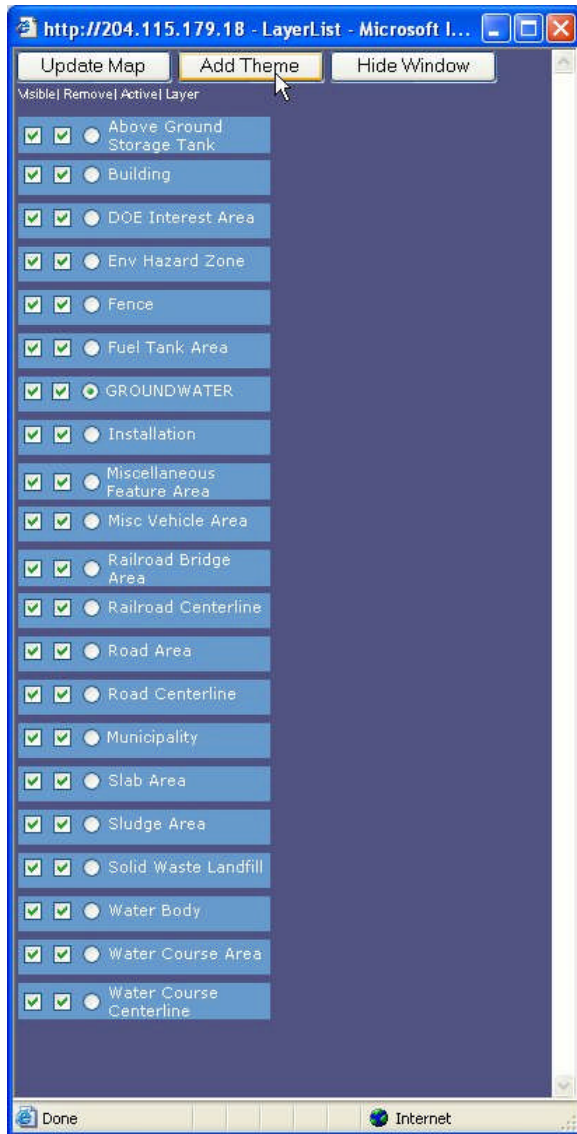 http://204.115.179.18 - LayerList - Microsoft I...
Update Map Add Theme Hide Window
Visible| Remove| Active| Layer
Above Ground
Storage Tank
Building
DOE Interest Area
Env Hazard Zone
Fence
Fuel Tank Area
GROUNDWATER
Installation
Miscellaneous
Feature Area
Misc Vehicle Area
Railroad Bridge
Area
Railroad Centerline
Road Area
Road Centerline
Municipality
Slab Area
Sludge Area
Solid Waste Landfill
Water Body
Water Course Area
Water Course
Centerline
Done Internet